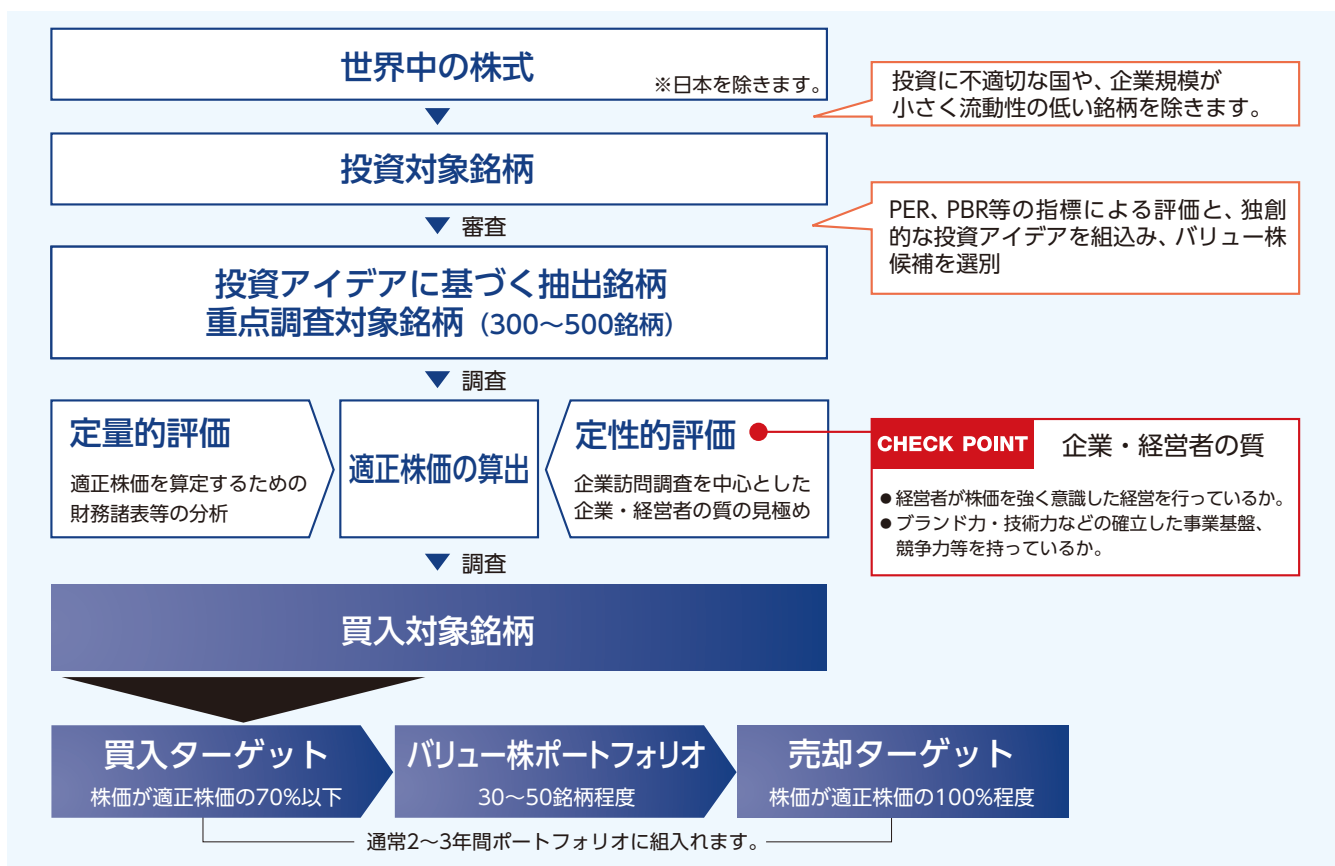 世界中の株式
※日本を除きます。
投資に不適切な国や、企業規模が
小さく流動性の低い銘柄を除きます。
投資対象銘柄
審査
PER、PBR等の指標による評価と、独創
的な投資アイデアを組込み、バリュー株
候補を選別
投資アイデアに基づく抽出銘柄
重点調査対象銘柄（300〜500銘柄）
調査
定量的評価
適正株価を算定するための
財務諸表等の分析
適正株価の算出
定性的評価
企業訪問調査を中心とした
企業・経営者の質の見極め
CHECK POINT 企業・経営者の質
●経営者が株価を強く意識した経営を行っているか。
●ブランド力・技術力などの確立した事業基盤、
競争力等を持っているか。
調査
買入対象銘柄
買入ターゲット
株価が適正株価の70%以下
バリュー株ポートフォリオ
30〜50銘柄程度
売却ターゲット
株価が適正株価の100%程度
通常2〜3年間ポートフォリオに組入れます。